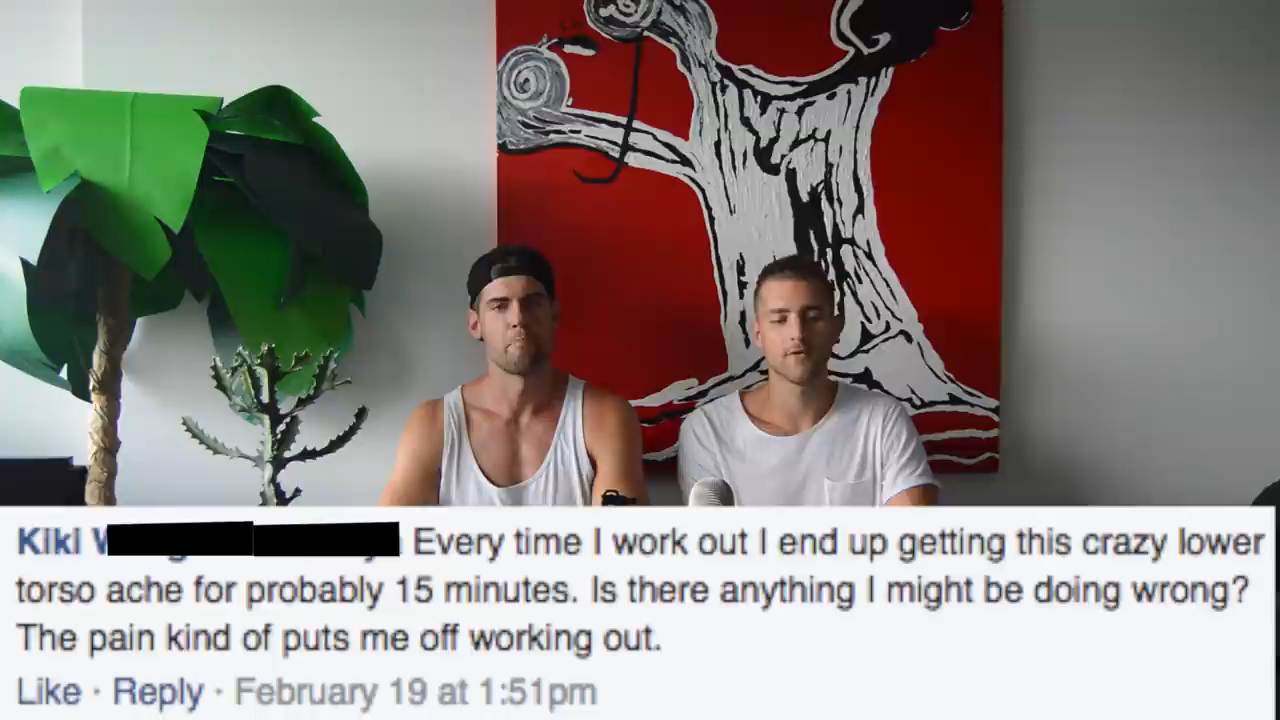 Kiki Every time I work out I end up getting this crazy lower
torso ache for probably 15 minutes. Is there anything I might be doing wrong?
The pain kind of puts me off working out.
Like · Reply · February 19 at 1:51pm